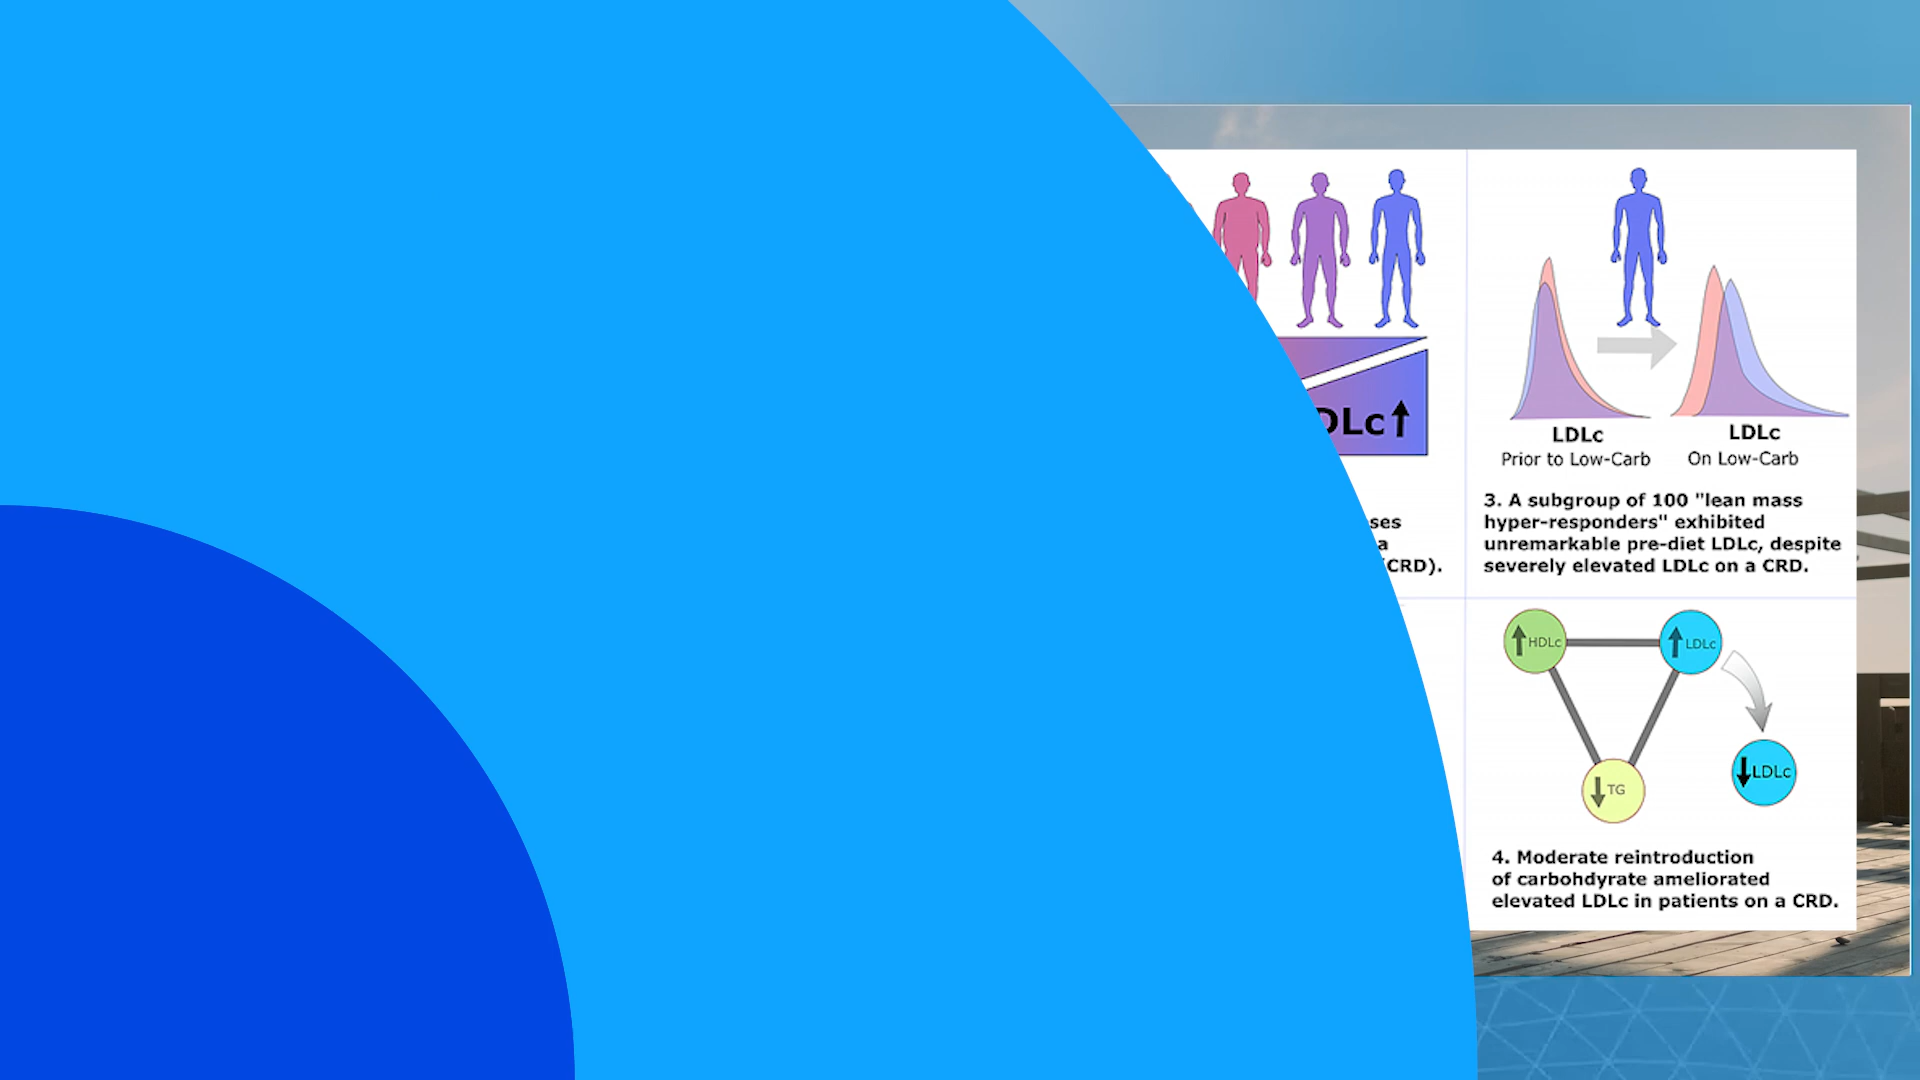 DLc
ses
a
CRD).
LDLc
Prior to Low-Carb
LDLc
On Low-Carb
3. A subgroup of 100 "lean mass
hyper-responders" exhibited
unremarkable pre-diet LDLc, despite
severely elevated LDLc on a CRD.
HDLc
LDLc
TG
LDLc
4. Moderate reintroduction
of carbohdyrate ameliorated
elevated LDLc in patients on a CRD.